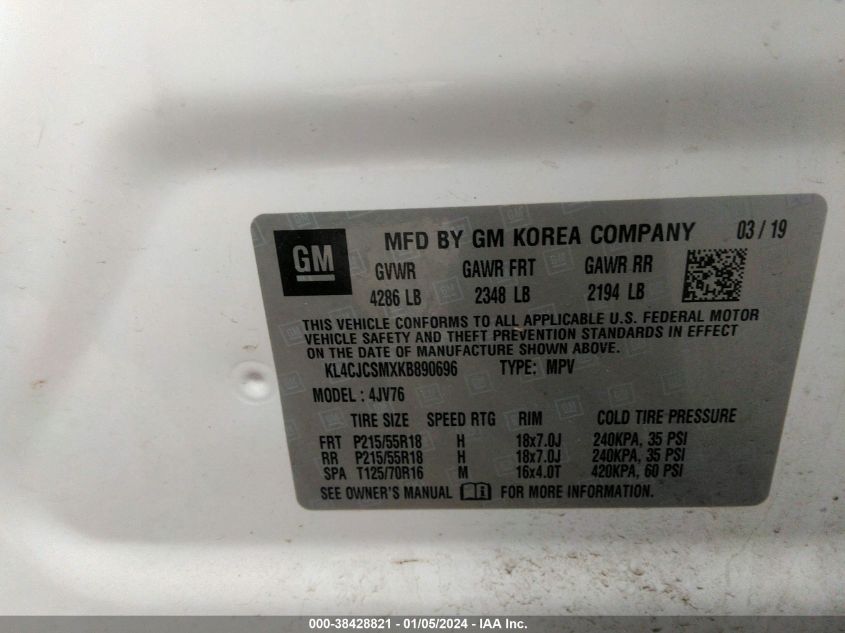 GM
MFD BY GM KOREA COMPANY 03 / 19
GVWR GAWR FRT GAWR RR
4286 LB 2348 LB 2194 LB
THIS VEHICLE CONFORMS TO ALL APPLICABLE U.S. FEDERAL MOTOR
VEHICLE SAFETY AND THEFT PREVENTION STANDARDS IN EFFECT
ON THE DATE OF MANUFACTURE SHOWN ABOVE.
KL4CJCSMXKB890696 TYPE: MPV
MODEL : 4JV76
TIRE SIZE SPEED RTG RIM COLD TIRE PRESSURE
FRT P215/55R18 H 18x7.0J 240KPA, 35 PSI
RR P215/55R18 H 18x7.0J 240KPA, 35 PSI
SPA T125/70R16 M 16x4.0T 420KPA, 60 PSI
SEE OWNER'S MANUAL FOR MORE INFORMATION.
000-38428821 - 01/05/2024 - IAA Inc.